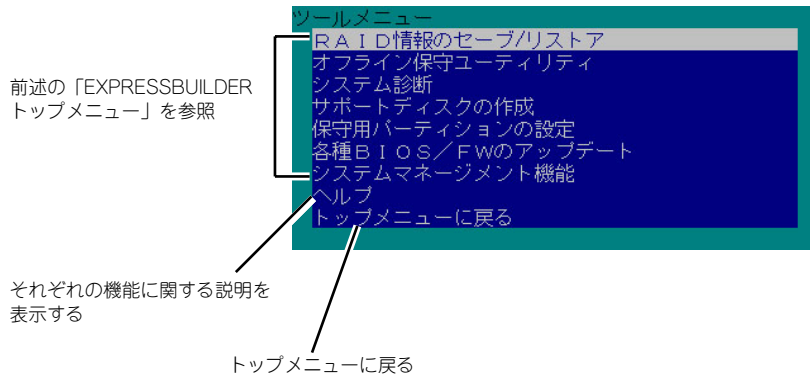 ツールメニュー
ＲＡＩＤ情報のセーブ/リストア
オフライン保守ユーティリティ
システム診断
サポートディスクの作成
保守用パーティションの設定
各種ＢＩＯＳ／ＦＷのアップデート
システムマネージメント機能
ヘルプ
トップメニューに戻る
前述の「EXPRESSBUILDER
トップメニュー」を参照
それぞれの機能に関する説明を
表示する
トップメニューに戻る